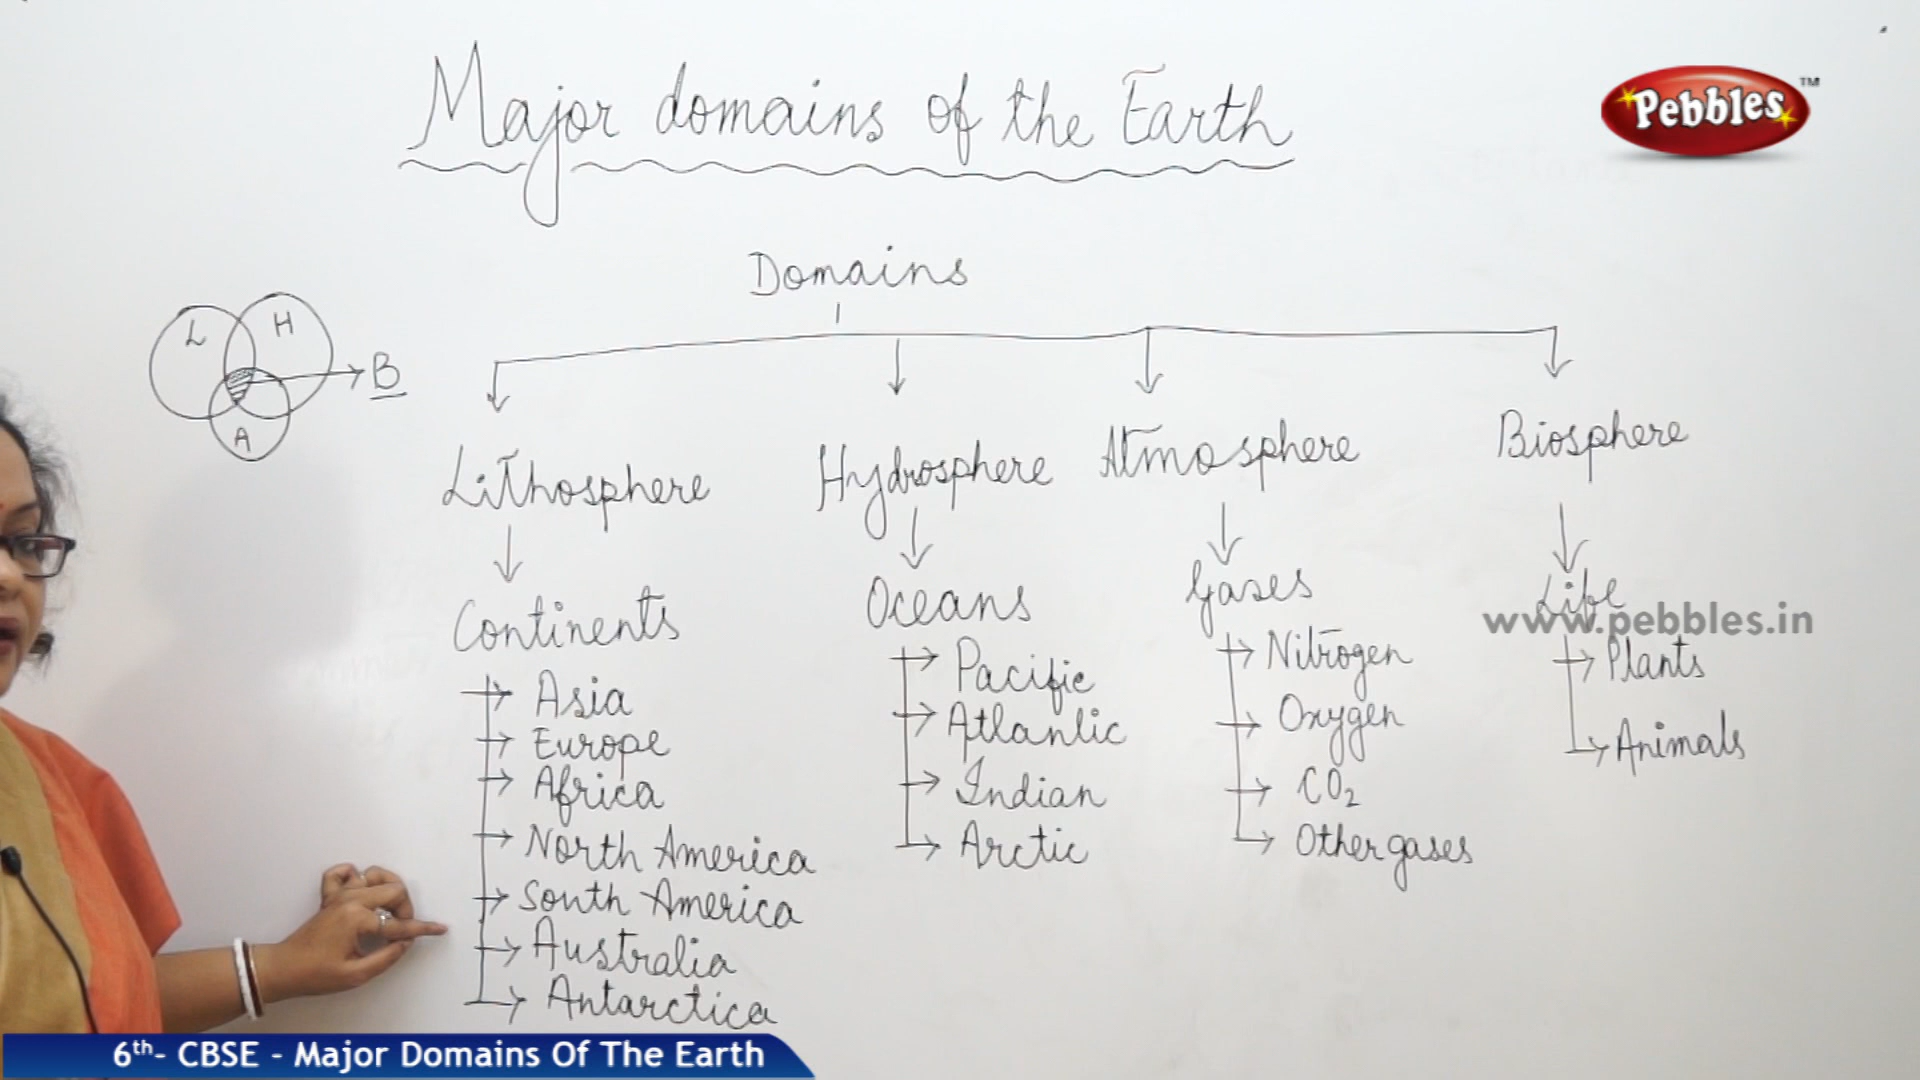 Major domains of the Earth
Pebbles TM
Domains
L H
B
A
Lithosphere Hydrosphere Atmosphere Biosphere
Continents Oceans Gases Life
www.pebbles.in
Asia
Europe
Africa
North America
South America
Australia
Antarctica
Pacific
Atlantic
Indian
Arctic
Nitrogen
Oxygen
CO2
Other gases
Plants
Animals
6th- CBSE - Major Domains Of The Earth